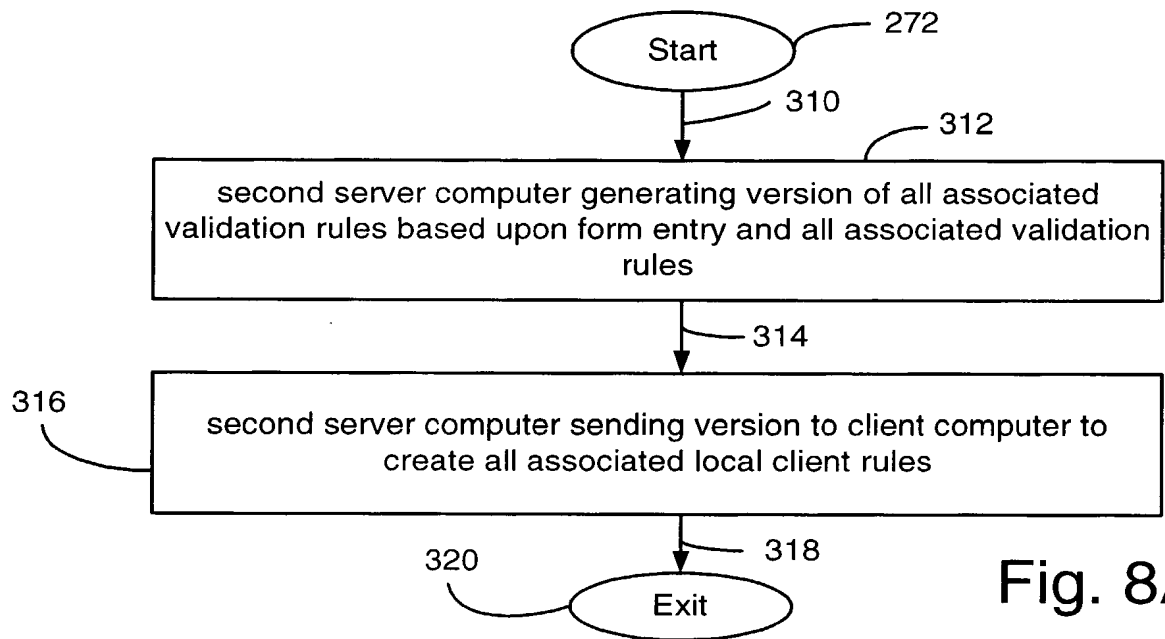 Start
272
310
312
second server computer generating version of all associated
validation rules based upon form entry and all associated validation
rules
314
316
second server computer sending version to client computer to
create all associated local client rules
318
320
Exit
Fig. 8A